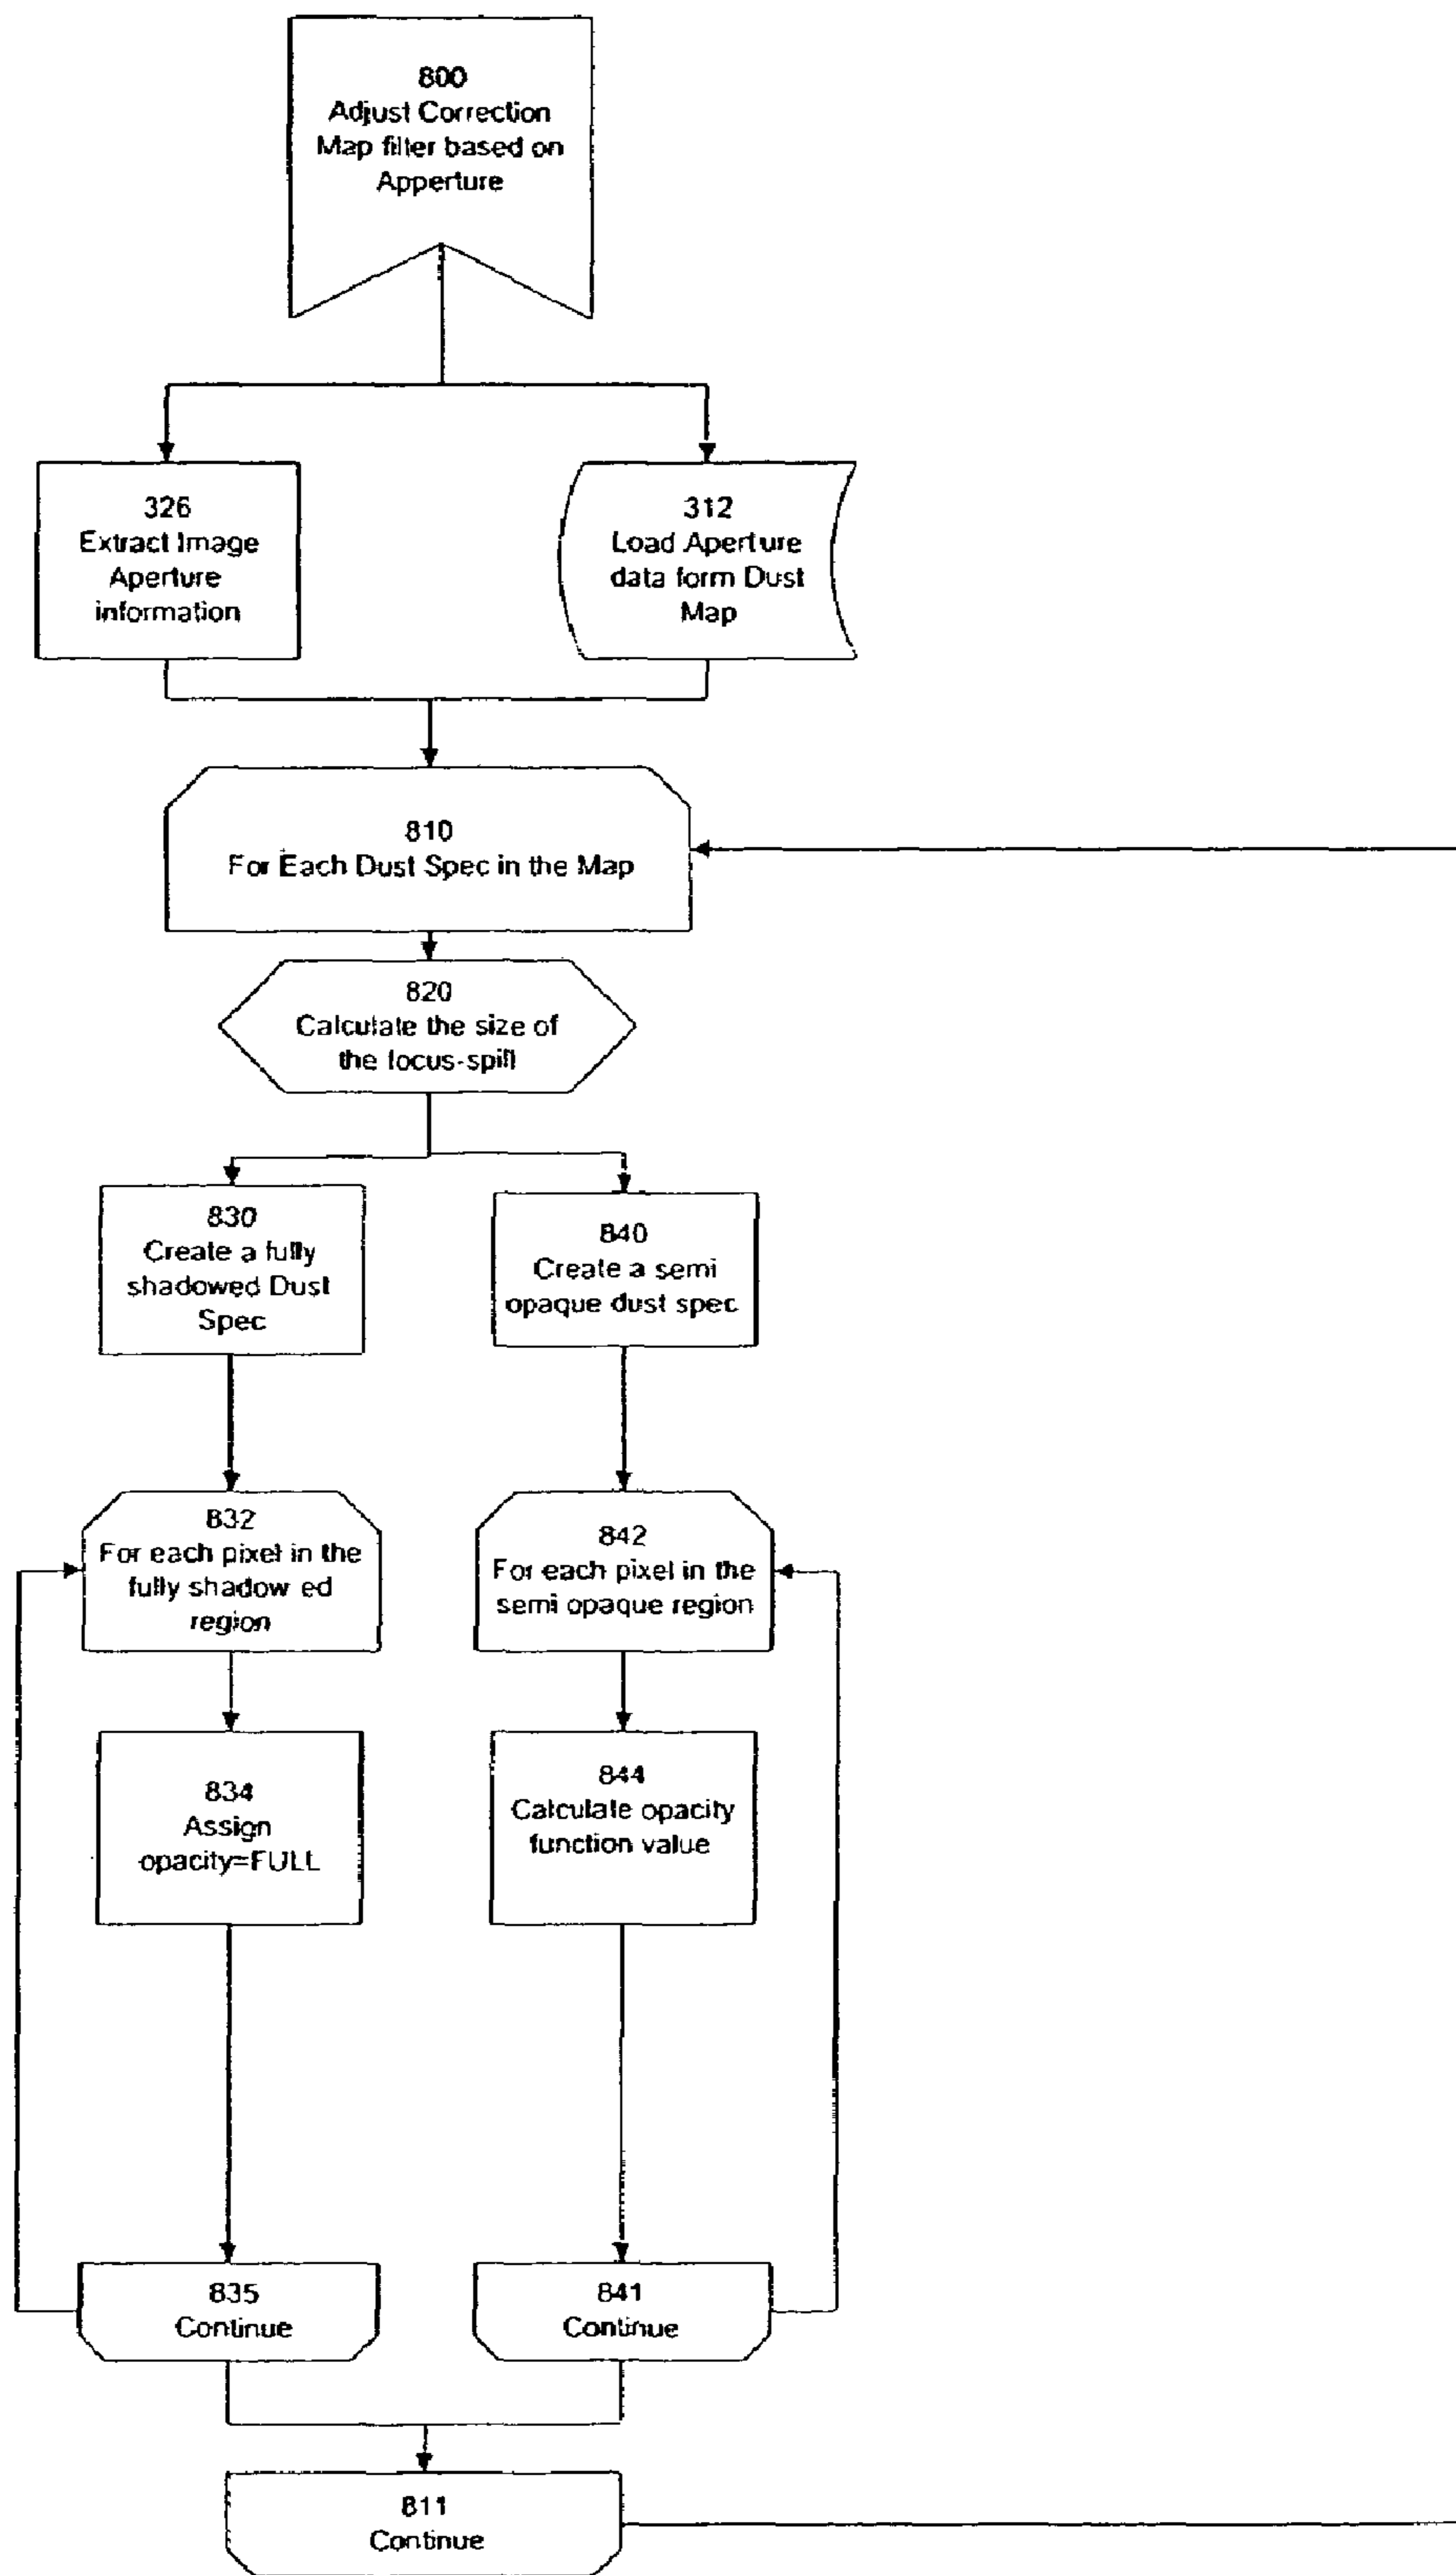 800
Adjust Correction
Map filter based on
Apperture
326
Extract Image
Aperture
information
312
Load Aperture
data form Dust
Map
810
For Each Dust Spec in the Map
820
Calculate the size of
the focus-spill
830
Create a fully
shadowed Dust
Spec
840
Create a semi
opaque dust spec
832
For each pixel in the
fully shadow ed
region
842
For each pixel in the
semi opaque region
834
Assign
opacity=FULL
844
Calculate opacity
function value
835
Continue
841
Continue
811
Continue